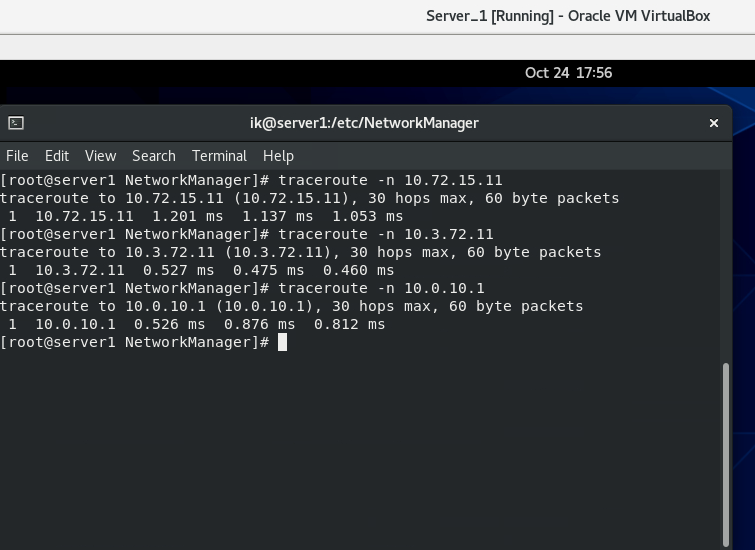 Server_1 [Running] - Oracle VM VirtualBox
Oct 24 17:56
ik@server1:/etc/NetworkManager
File Edit View Search Terminal Help
[root@server1 NetworkManager]# traceroute -n 10.72.15.11
traceroute to 10.72.15.11 (10.72.15.11), 30 hops max, 60 byte packets
 1  10.72.15.11  1.201 ms  1.137 ms  1.053 ms
[root@server1 NetworkManager]# traceroute -n 10.3.72.11
traceroute to 10.3.72.11 (10.3.72.11), 30 hops max, 60 byte packets
 1  10.3.72.11  0.527 ms  0.475 ms  0.460 ms
[root@server1 NetworkManager]# traceroute -n 10.0.10.1
traceroute to 10.0.10.1 (10.0.10.1), 30 hops max, 60 byte packets
 1  10.0.10.1  0.526 ms  0.876 ms  0.812 ms
[root@server1 NetworkManager]#